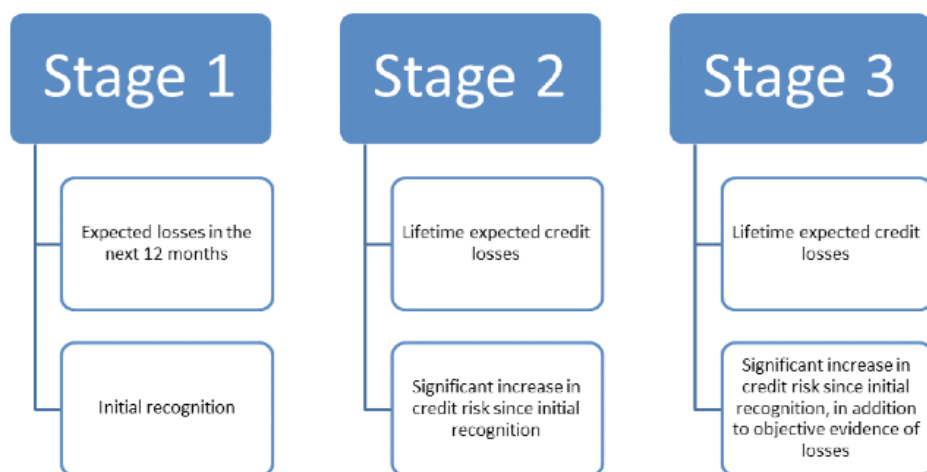 Stage 1
Expected losses in the
next 12 months
Initial recognition
Stage 2
Lifetime expected credit
losses
Significant increase in
credit risk since initial
recognition
Stage 3
Lifetime expected credit
losses
Significant increase in
credit risk since initial
recognition, in addition
to objective evidence of
losses